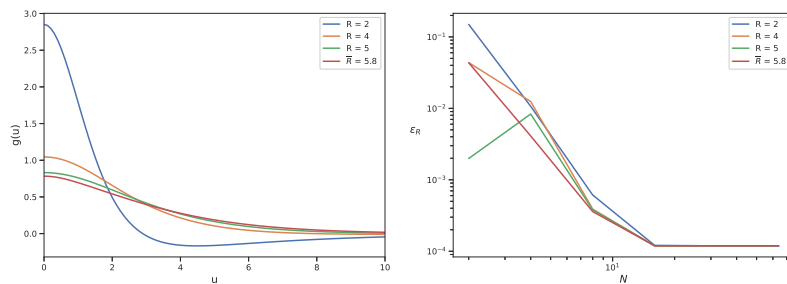 3.0
2.5
2.0
1.5
1.0
0.5
0.0
g(u)
0
2
4
6
8
10
u
R = 2
R = 4
R = 5
R̅ = 5.8
10⁻¹
10⁻²
10⁻³
10⁻⁴
ε_R
10¹
N
R = 2
R = 4
R = 5
R̅ = 5.8